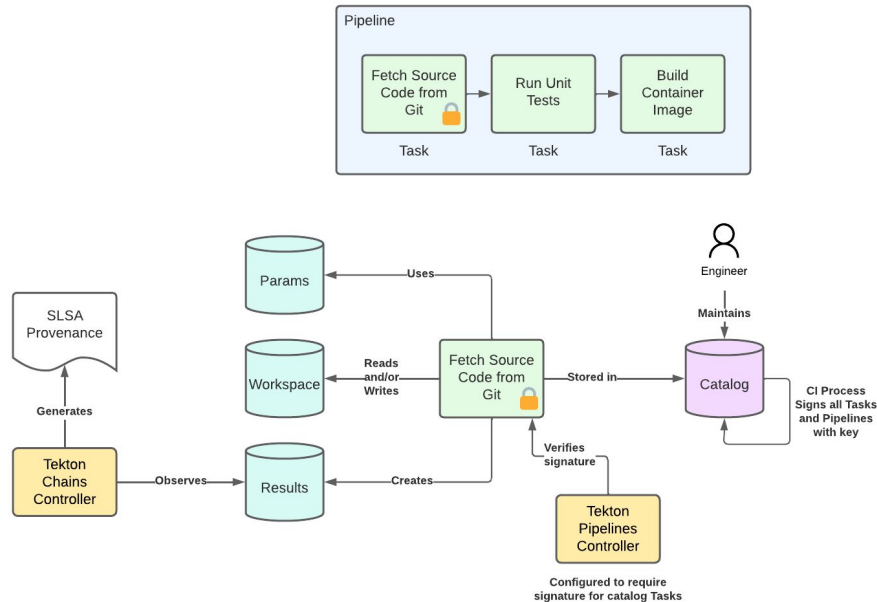 Pipeline
Fetch Source
Code from
Git
Run Unit
Tests
Build
Container
Image
Task
Task
Task
Params
Uses
Engineer
Maintains
SLSA
Provenance
Workspace
Reads
and/or
Writes
Fetch Source
Code from
Git
Stored in
Catalog
CI Process
Signs all Tasks
and Pipelines
with key
Generates
Verifies
signature
Tekton
Chains
Controller
Observes
Results
Creates
Tekton
Pipelines
Controller
Configured to require
signature for catalog Tasks